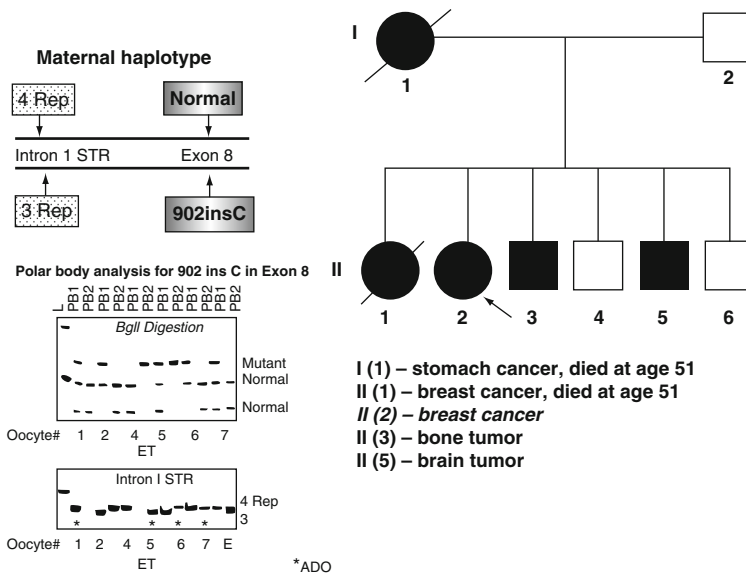 Maternal haplotype
4 Rep
Normal
Intron 1 STR
Exon 8
3 Rep
902insC
Polar body analysis for 902 ins C in Exon 8
L PB1 PB2 PB1 PB2 PB1 PB2 PB1 PB2 PB1 PB2 PB1 PB2
BglI Digestion
Mutant
Normal
Normal
Oocyte# 1 2 4 5 6 7
ET
Intron I STR
4 Rep
3
* * * *
Oocyte# 1 2 4 5 6 7 E
ET
*ADO
I
1
2
II
1 2 3 4 5 6
I (1) – stomach cancer, died at age 51
II (1) – breast cancer, died at age 51
II (2) – breast cancer
II (3) – bone tumor
II (5) – brain tumor